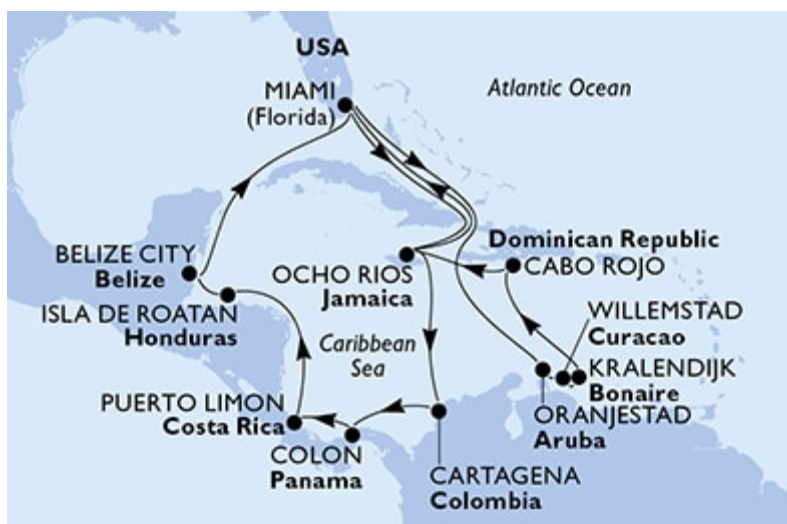 USA
MIAMI
(Florida)
Atlantic Ocean
BELIZE CITY
Belize
ISLA DE ROATAN
Honduras
OCHO RIOS
Jamaica
Dominican Republic
CABO ROJO
Caribbean
Sea
WILLEMSTAD
Curacao
KRALENDIJK
Bonaire
ORANJESTAD
Aruba
PUERTO LIMON
Costa Rica
COLON
Panama
CARTAGENA
Colombia